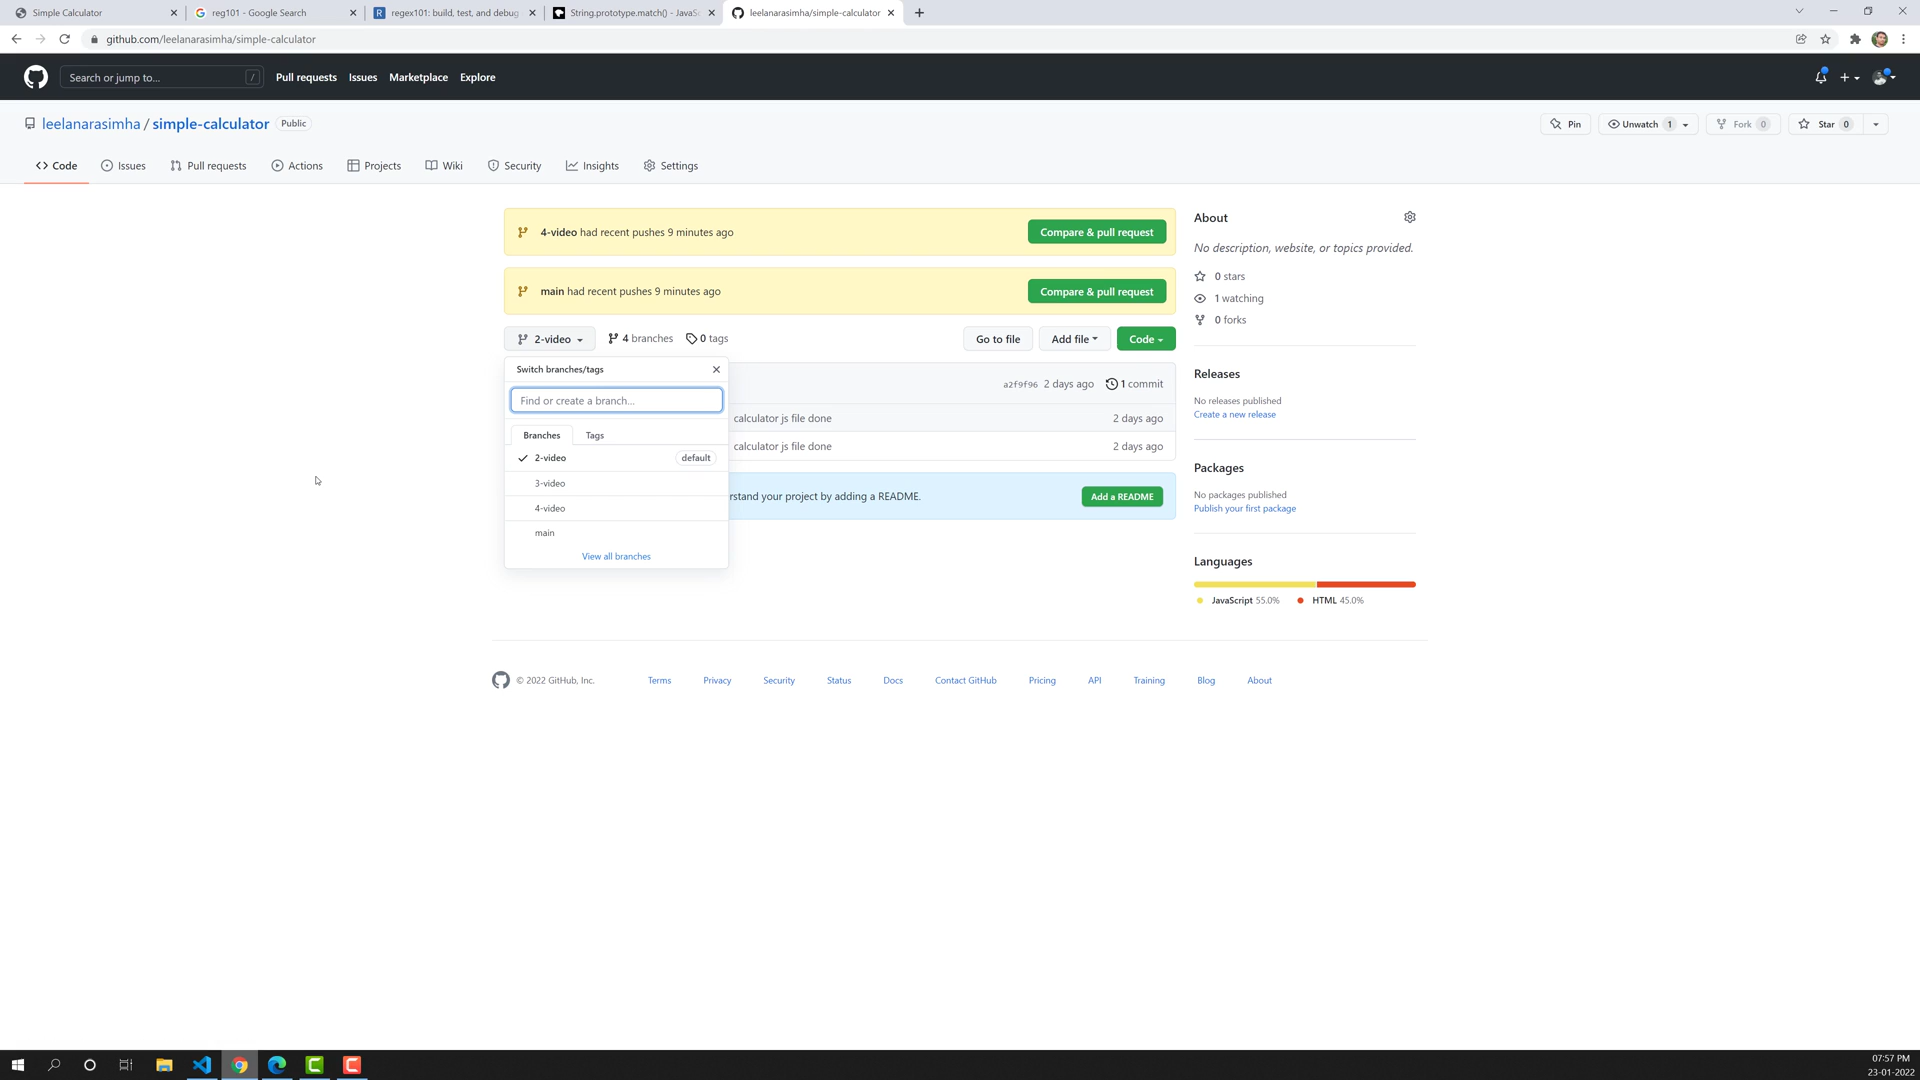 Simple Calculator
reg101 - Google Search
regex101: build, test, and debug
String.prototype.match() - JavaSc
leelanarasimha/simple-calculator
github.com/leelanarasimha/simple-calculator
Search or jump to...
/
Pull requests
Issues
Marketplace
Explore
leelanarasimha / simple-calculator
Public
Pin
Unwatch 1
Fork 0
Star 0
Code
Issues
Pull requests
Actions
Projects
Wiki
Security
Insights
Settings
4-video had recent pushes 9 minutes ago
Compare & pull request
main had recent pushes 9 minutes ago
Compare & pull request
2-video
4 branches
0 tags
Go to file
Add file
Code
Switch branches/tags
Find or create a branch...
Branches
Tags
2-video
default
3-video
4-video
main
View all branches
a2f9f96 2 days ago
1 commit
calculator js file done
2 days ago
calculator js file done
2 days ago
rstand your project by adding a README.
Add a README
About
No description, website, or topics provided.
0 stars
1 watching
0 forks
Releases
No releases published
Create a new release
Packages
No packages published
Publish your first package
Languages
JavaScript 55.0%
HTML 45.0%
© 2022 GitHub, Inc.
Terms
Privacy
Security
Status
Docs
Contact GitHub
Pricing
API
Training
Blog
About
07:57 PM
23-01-2022